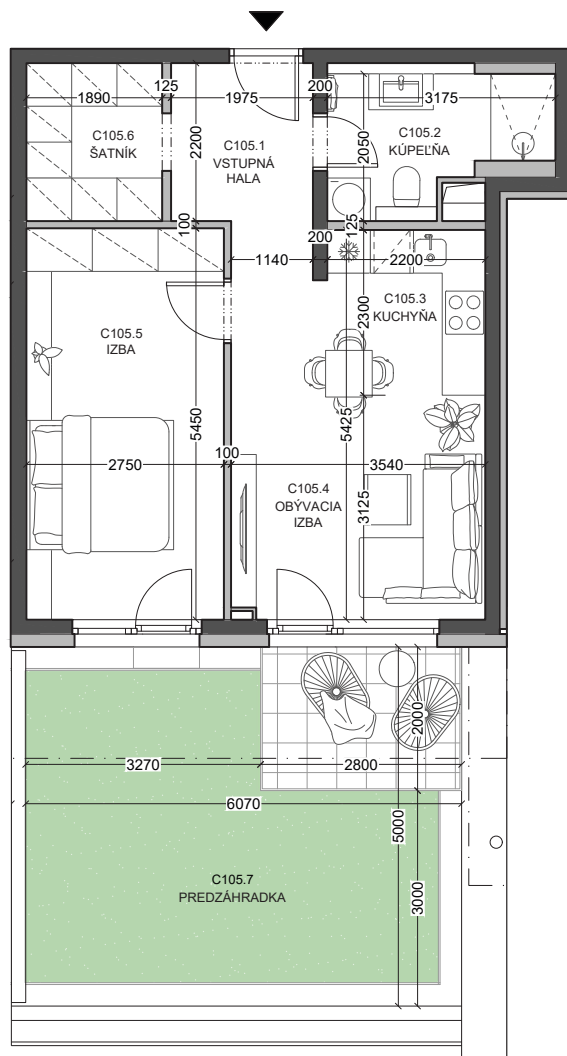 125
200
1890
1975
3175
C105.6
ŠATNÍK
C105.1
VSTUPNÁ
HALA
C105.2
KÚPEĽŇA
2200
2050
100
125
200
1140
2200
C105.3
KUCHYŇA
2300
C105.5
IZBA
5450
5425
2750
100
3540
C105.4
OBÝVACIA
IZBA
3125
2000
3270
2800
6070
5000
3000
C105.7
PREDZÁHRADKA